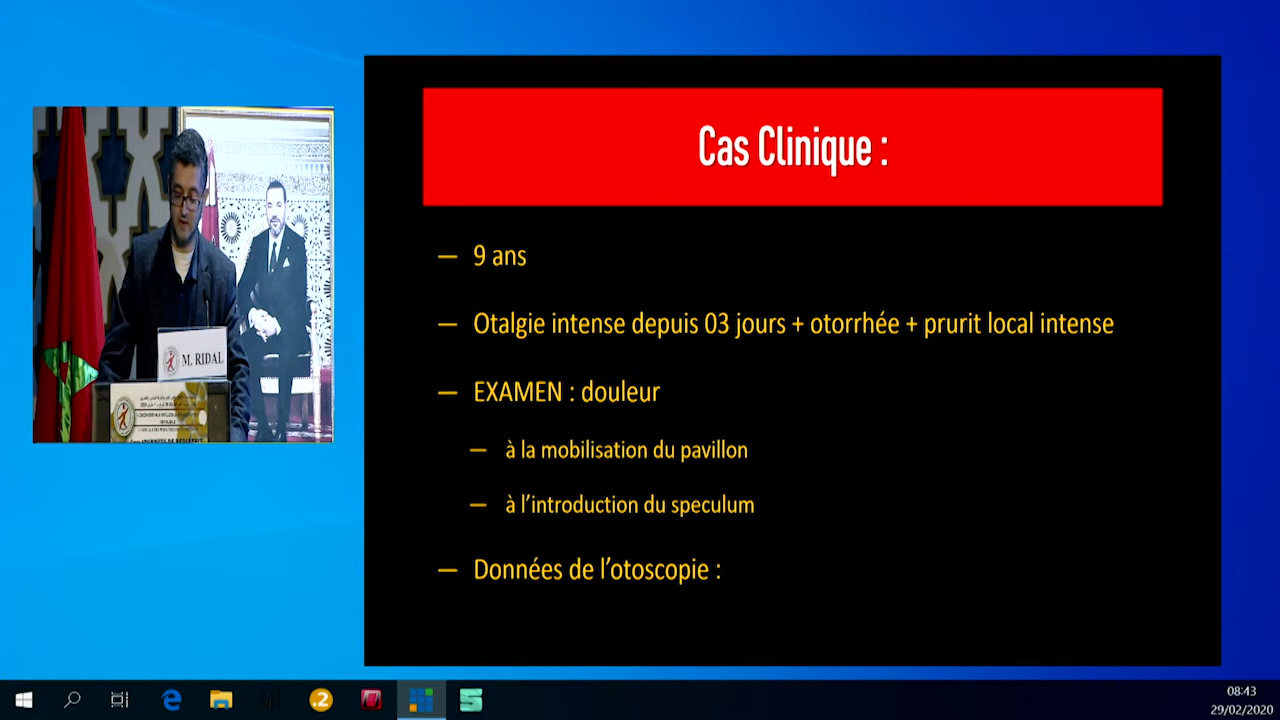 Cas Clinique :
— 9 ans
— Otalgie intense depuis 03 jours + otorrhée + prurit local intense
— EXAMEN : douleur
— à la mobilisation du pavillon
— à l’introduction du speculum
— Données de l’otoscopie :
M. RIDAL
08:43
29/02/2020